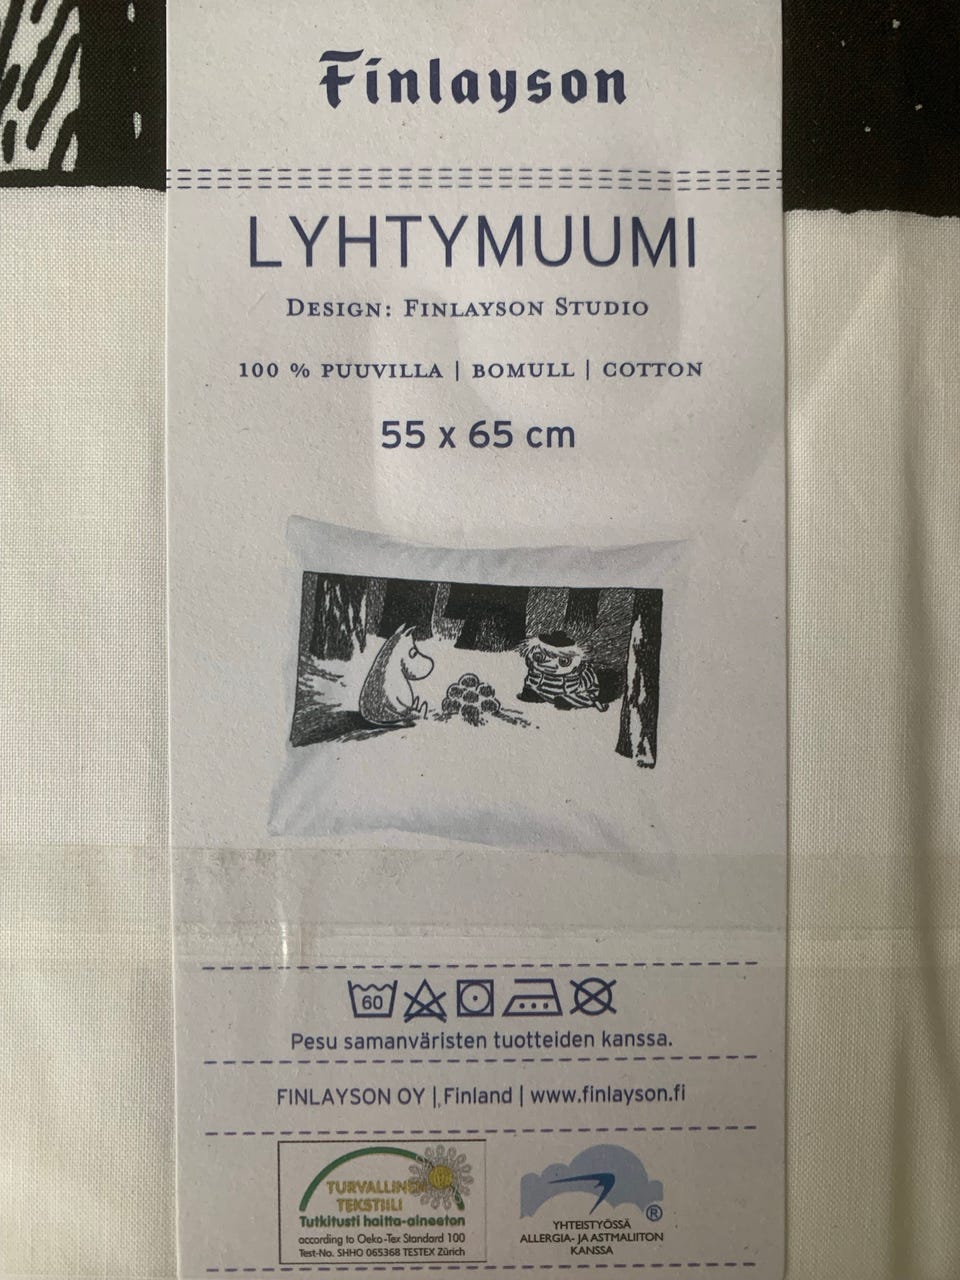 Finlayson
LYHTYMUUMI
DESIGN: FINLAYSON STUDIO
100 % PUUVILLA | BOMULL | COTTON
55 x 65 cm
60
Pesu samanväristen tuotteiden kanssa.
FINLAYSON OY | Finland | www.finlayson.fi
TURVALLINEN
TEKSTIILI
Tutkitusti haitta-aineeton
according to Oeko-Tex Standard 100
Test-No. SHHO 065368 TESTEX Zürich
®
YHTEISTYÖSSÄ
ALLERGIA- JA ASTMALIITON
KANSSA